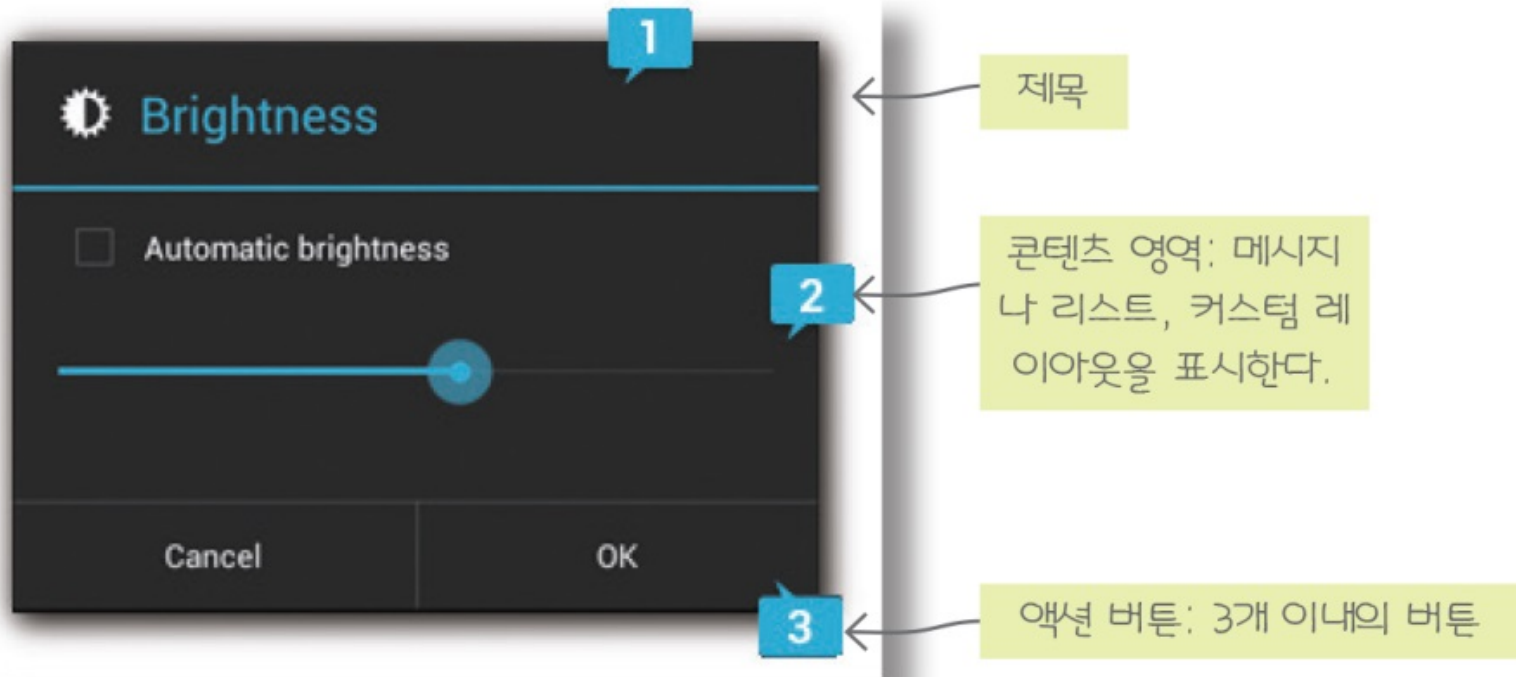 1
제목
Brightness
Automatic brightness
2
콘텐츠 영역: 메시지
나 리스트, 커스텀 레
이아웃을 표시한다.
Cancel
OK
3
액션 버튼: 3개 이내의 버튼